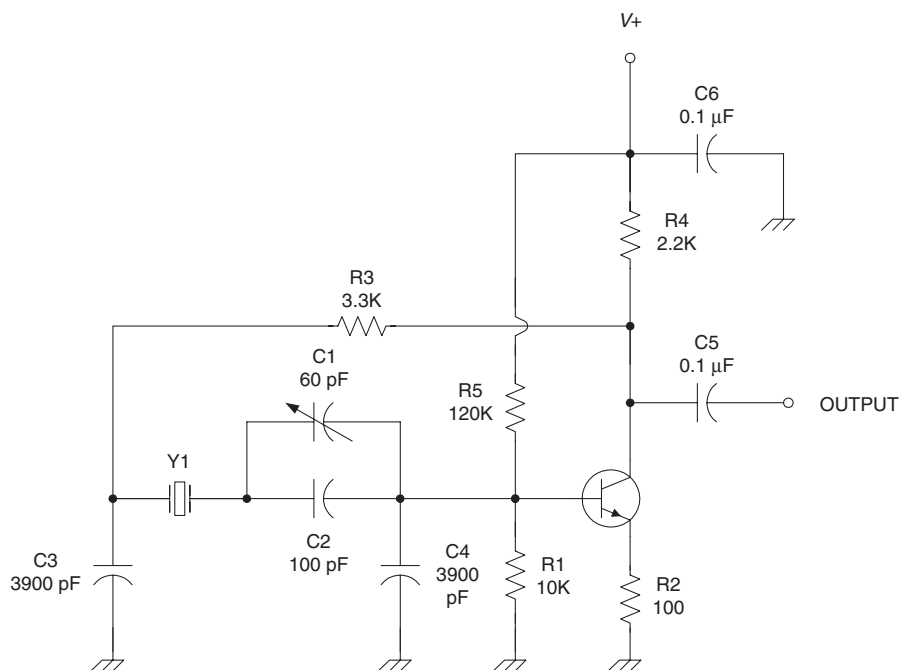 V+
C6
0.1 μF
R4
2.2K
R3
3.3K
C5
0.1 μF
C1
60 pF
R5
120K
OUTPUT
Y1
C2
100 pF
C3
3900 pF
C4
3900
pF
R1
10K
R2
100